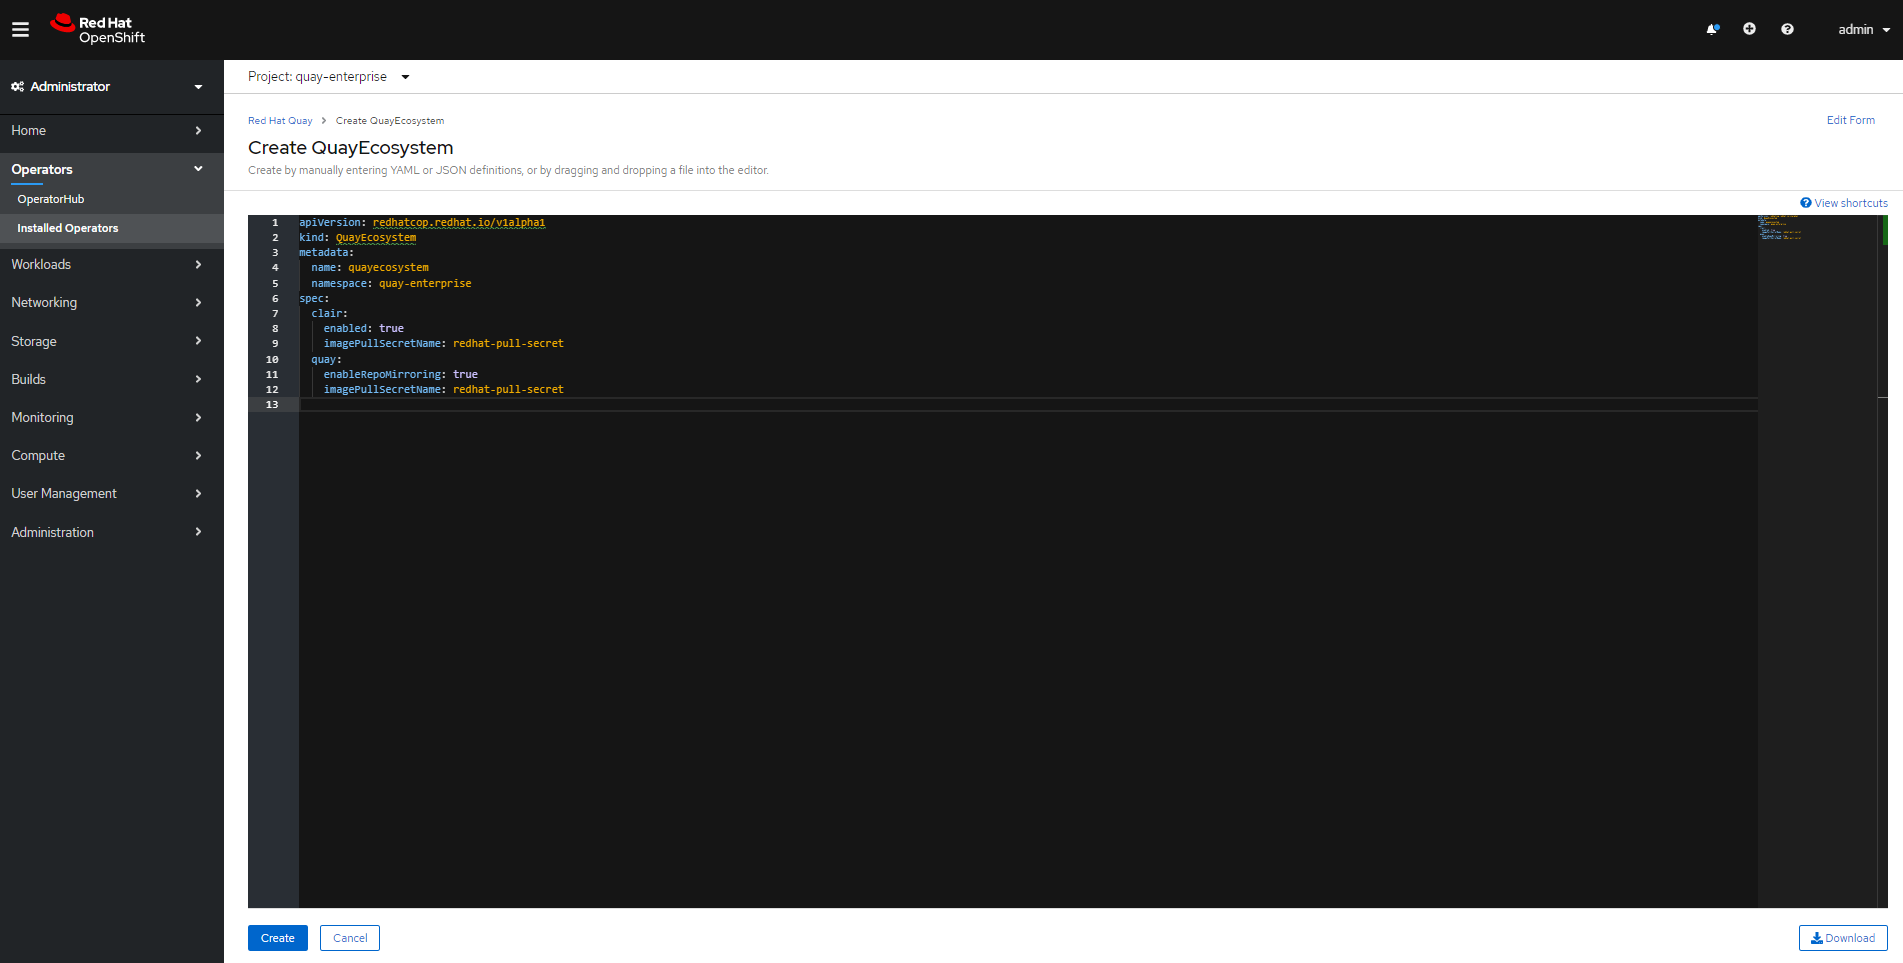 Red Hat
OpenShift
admin
Administrator
Home
Operators
OperatorHub
Installed Operators
Workloads
Networking
Storage
Builds
Monitoring
Compute
User Management
Administration
Project: quay-enterprise
Red Hat Quay > Create QuayEcosystem
Edit Form
Create QuayEcosystem
Create by manually entering YAML or JSON definitions, or by dragging and dropping a file into the editor.
View shortcuts
1 apiVersion: redhatcop.redhat.io/v1alpha1
2 kind: QuayEcosystem
3 metadata:
4   name: quayecosystem
5   namespace: quay-enterprise
6 spec:
7   clair:
8     enabled: true
9     imagePullSecretName: redhat-pull-secret
10   quay:
11     enableRepoMirroring: true
12     imagePullSecretName: redhat-pull-secret
13
Create
Cancel
Download